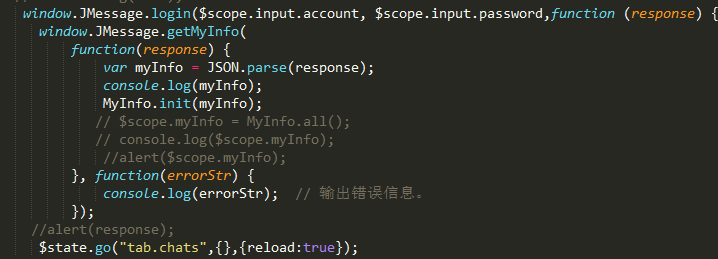 window.JMessage.login($scope.input.account, $scope.input.password,function (response) {
window.JMessage.getMyInfo(
function(response) {
var myInfo = JSON.parse(response);
console.log(myInfo);
MyInfo.init(myInfo);
// $scope.myInfo = MyInfo.all();
// console.log($scope.myInfo);
//alert($scope.myInfo);
}, function(errorStr) {
console.log(errorStr);  // 输出错误信息。
});
//alert(response);
$state.go("tab.chats",{},{reload:true});